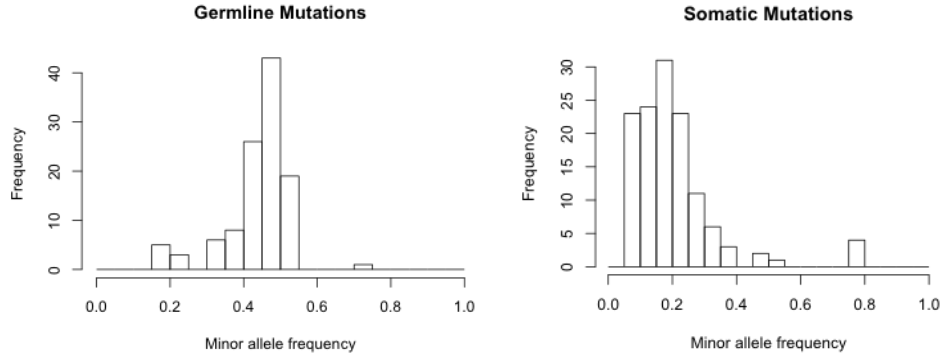 Germline Mutations
Frequency
40
30
20
10
0
0.0 0.2 0.4 0.6 0.8 1.0
Minor allele frequency
Somatic Mutations
Frequency
30
25
20
15
10
5
0
0.0 0.2 0.4 0.6 0.8 1.0
Minor allele frequency